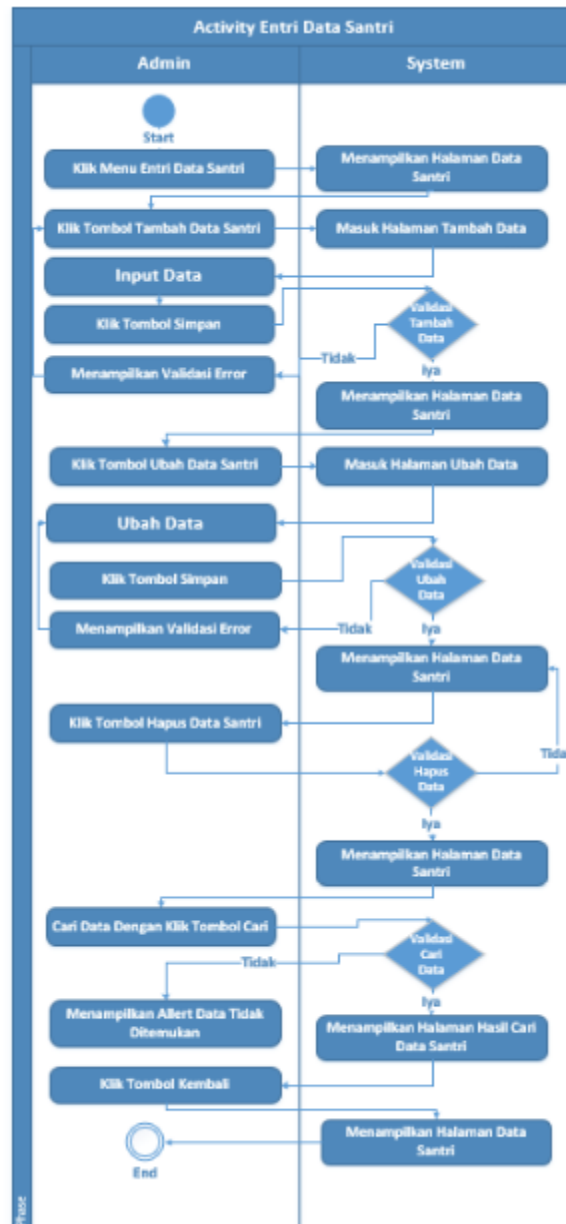 Activity Entri Data Santri
Admin
System
Start
Klik Menu Entri Data Santri
Menampilkan Halaman Data
Santri
Klik Tombol Tambah Data Santri
Masuk Halaman Tambah Data
Input Data
Klik Tombol Simpan
Validasi
Tambah
Data
Tidak
Iya
Menampilkan Validasi Error
Menampilkan Halaman Data
Santri
Klik Tombol Ubah Data Santri
Masuk Halaman Ubah Data
Ubah Data
Klik Tombol Simpan
Validasi
Ubah
Data
Tidak
Iya
Menampilkan Validasi Error
Menampilkan Halaman Data
Santri
Klik Tombol Hapus Data Santri
Validasi
Hapus
Data
Tida
Iya
Menampilkan Halaman Data
Santri
Cari Data Dengan Klik Tombol Cari
Validasi
Cari
Data
Tidak
Iya
Menampilkan Allert Data Tidak
Ditemukan
Menampilkan Halaman Hasil Cari
Data Santri
Klik Tombol Kembali
Menampilkan Halaman Data
Santri
End
Phase